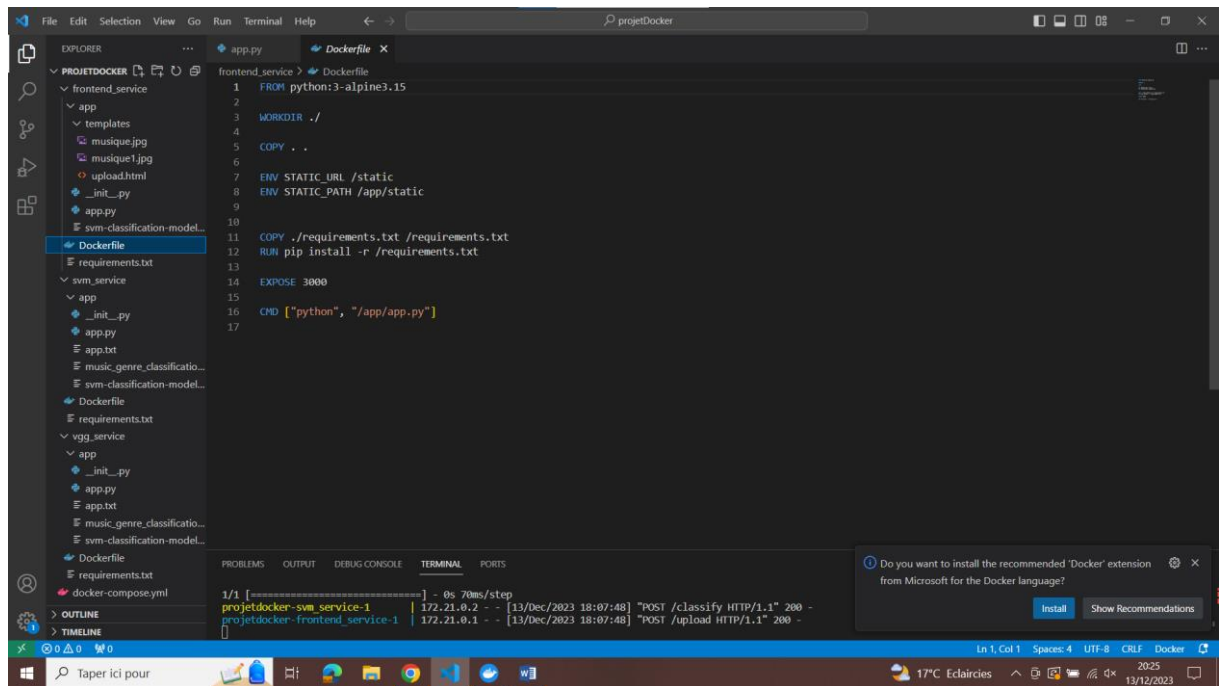 File Edit Selection View Go Run Terminal Help
projetDocker
EXPLORER
PROJETDOCKER
frontend_service
app
templates
musique.jpg
musique1.jpg
upload.html
__init__.py
app.py
svm-classification-model...
Dockerfile
requirements.txt
svm_service
app
__init__.py
app.py
app.txt
music_genre_classificatio...
svm-classification-model...
Dockerfile
requirements.txt
vgg_service
app
__init__.py
app.py
app.txt
music_genre_classificatio...
svm-classification-model...
Dockerfile
requirements.txt
docker-compose.yml
OUTLINE
TIMELINE
app.py Dockerfile
frontend_service > Dockerfile
1 FROM python:3-alpine3.15
2
3 WORKDIR ./
4
5 COPY . .
6
7 ENV STATIC_URL /static
8 ENV STATIC_PATH /app/static
9
10
11 COPY ./requirements.txt /requirements.txt
12 RUN pip install -r /requirements.txt
13
14 EXPOSE 3000
15
16 CMD ["python", "/app/app.py"]
17
PROBLEMS OUTPUT DEBUG CONSOLE TERMINAL PORTS
1/1 [==============================] - 0s 70ms/step
projetdocker-svm_service-1 | 172.21.0.2 - - [13/Dec/2023 18:07:48] "POST /classify HTTP/1.1" 200 -
projetdocker-frontend_service-1 | 172.21.0.1 - - [13/Dec/2023 18:07:48] "POST /upload HTTP/1.1" 200 -
Do you want to install the recommended 'Docker' extension
from Microsoft for the Docker language?
Install Show Recommendations
0 0 0 Ln 1, Col 1 Spaces: 4 UTF-8 CRLF Docker
Taper ici pour
17°C Eclaircies
20:25
13/12/2023